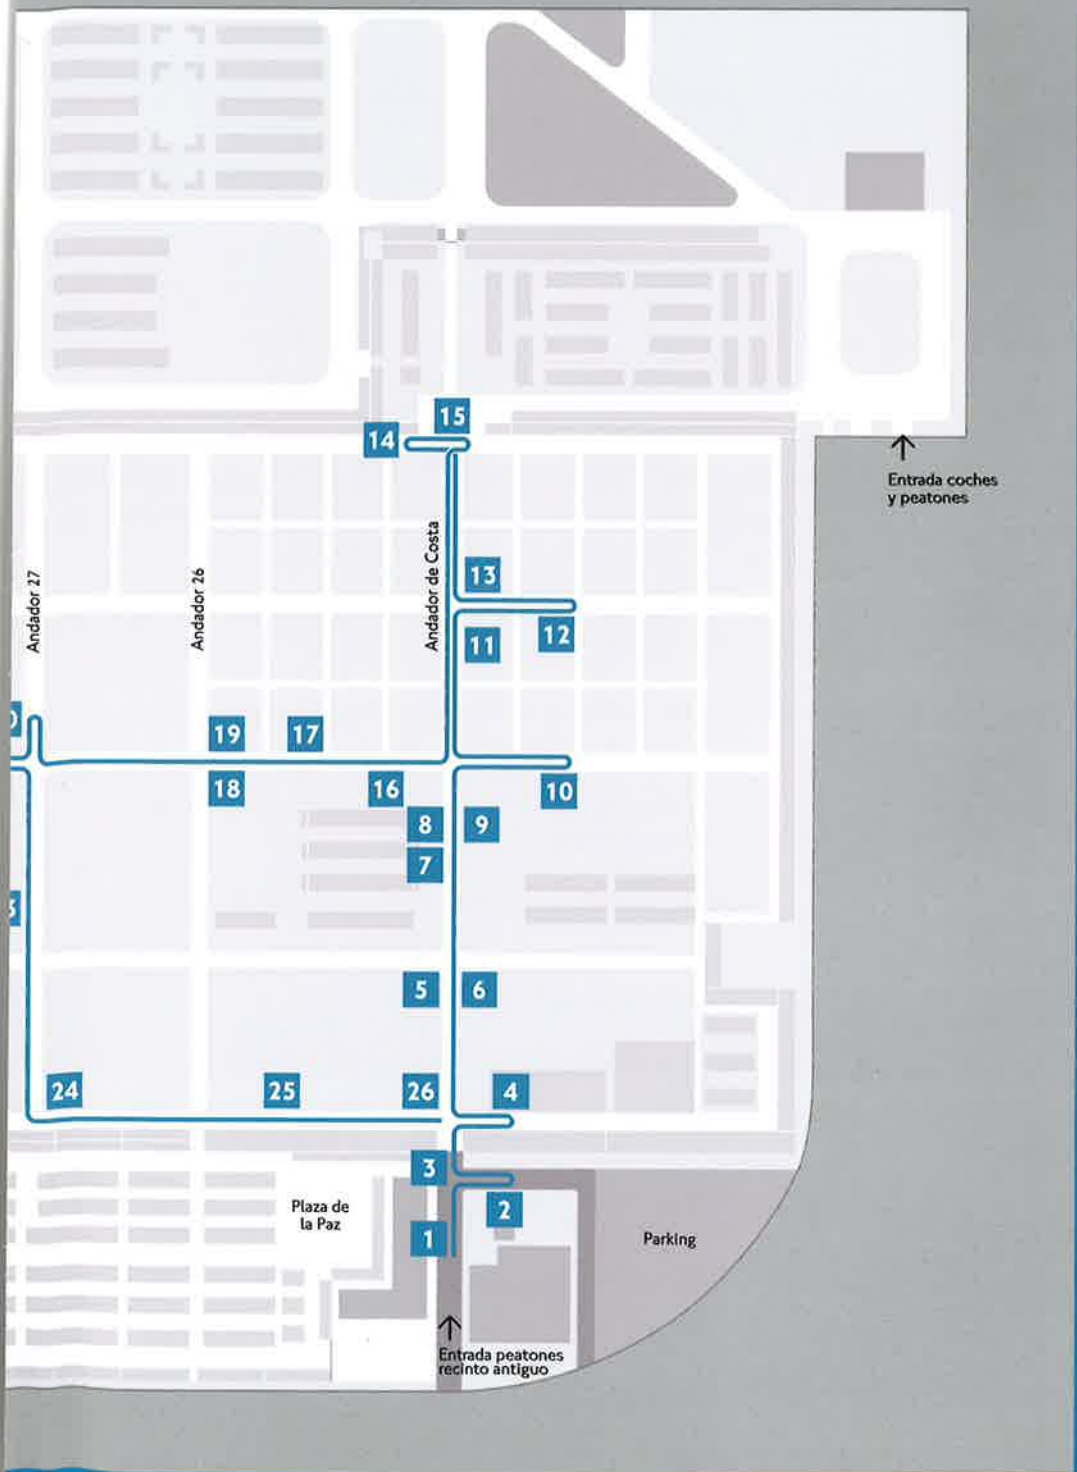 15
14
Entrada coches
y peatones
Andador 27
Andador 26
Andador de Costa
13
12
11
19
17
18
16
10
8
9
7
5
6
24
25
26
4
3
2
1
Plaza de
la Paz
Parking
Entrada peatones
recinto antiguo